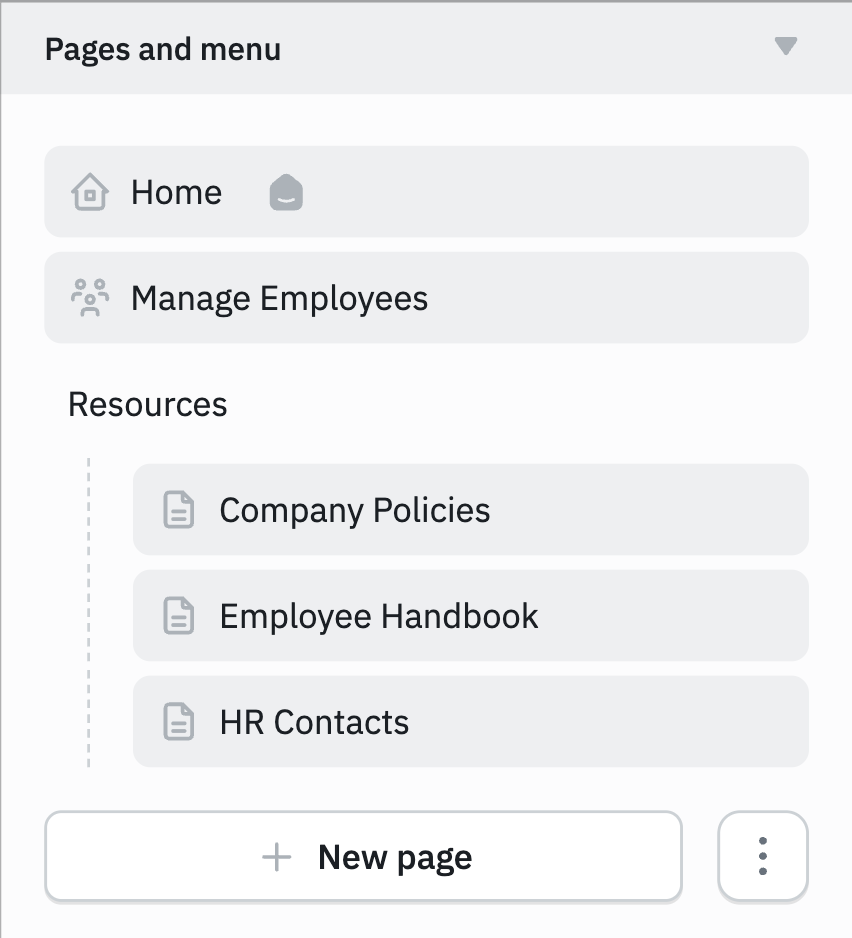 Pages and menu
Home
Manage Employees
Resources
Company Policies
Employee Handbook
HR Contacts
New page